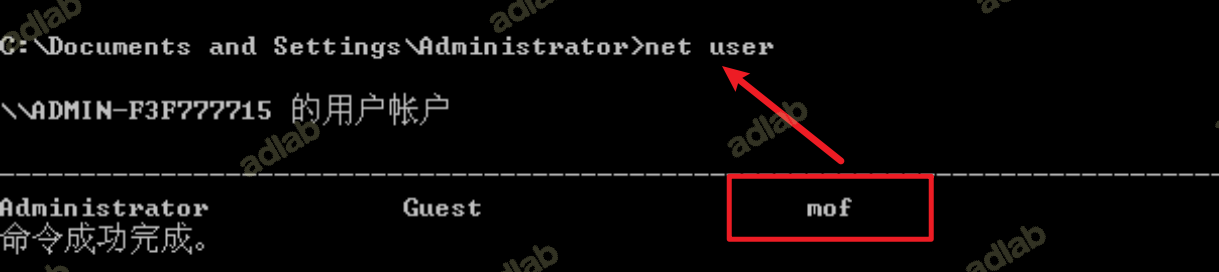 C:\Documents and Settings\Administrator>net user
\\ADMIN-F3F777715 的用户帐户
-------------------------------------------------------------------------------
Administrator Guest mof
命令成功完成。
adlab
adlab
adlab
adlab
adlab
adlab
adlab